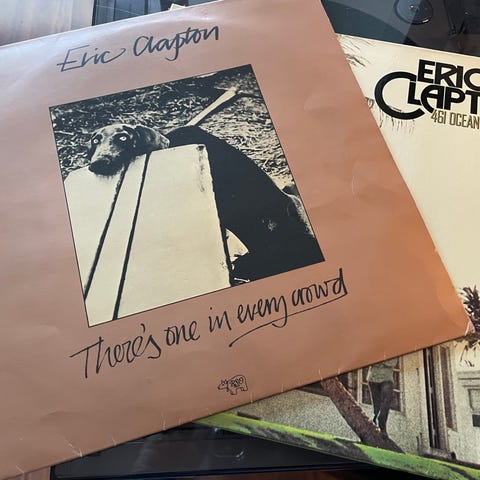 Eric Clapton
There's one in every crowd
ERIC
CLAPT
461 OCEAN